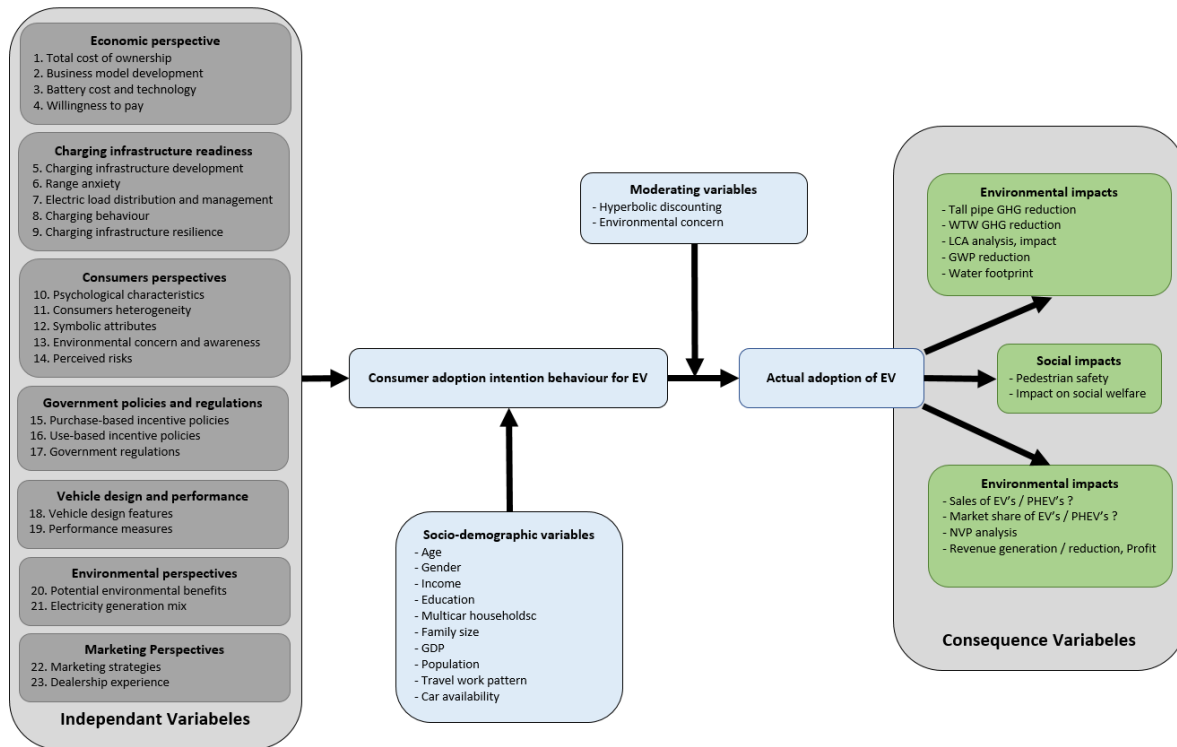 Economic perspective
1. Total cost of ownership
2. Business model development
3. Battery cost and technology
4. Willingness to pay
Charging infrastructure readiness
5. Charging infrastructure development
6. Range anxiety
7. Electric load distribution and management
8. Charging behaviour
9. Charging infrastructure resilience
Consumers perspectives
10. Psychological characteristics
11. Consumers heterogeneity
12. Symbolic attributes
13. Environmental concern and awareness
14. Perceived risks
Government policies and regulations
15. Purchase-based incentive policies
16. Use-based incentive policies
17. Government regulations
Vehicle design and performance
18. Vehicle design features
19. Performance measures
Environmental perspectives
20. Potential environmental benefits
21. Electricity generation mix
Marketing Perspectives
22. Marketing strategies
23. Dealership experience
Independant Variabeles
Consumer adoption intention behaviour for EV
Socio-demographic variables
- Age
- Gender
- Income
- Education
- Multicar householdsc
- Family size
- GDP
- Population
- Travel work pattern
- Car availability
Moderating variables
- Hyperbolic discounting
- Environmental concern
Actual adoption of EV
Environmental impacts
- Tall pipe GHG reduction
- WTW GHG reduction
- LCA analysis, impact
- GWP reduction
- Water footprint
Social impacts
- Pedestrian safety
- Impact on social welfare
Environmental impacts
- Sales of EV's / PHEV's ?
- Market share of EV's / PHEV's ?
- NVP analysis
- Revenue generation / reduction, Profit
Consequence Variabeles